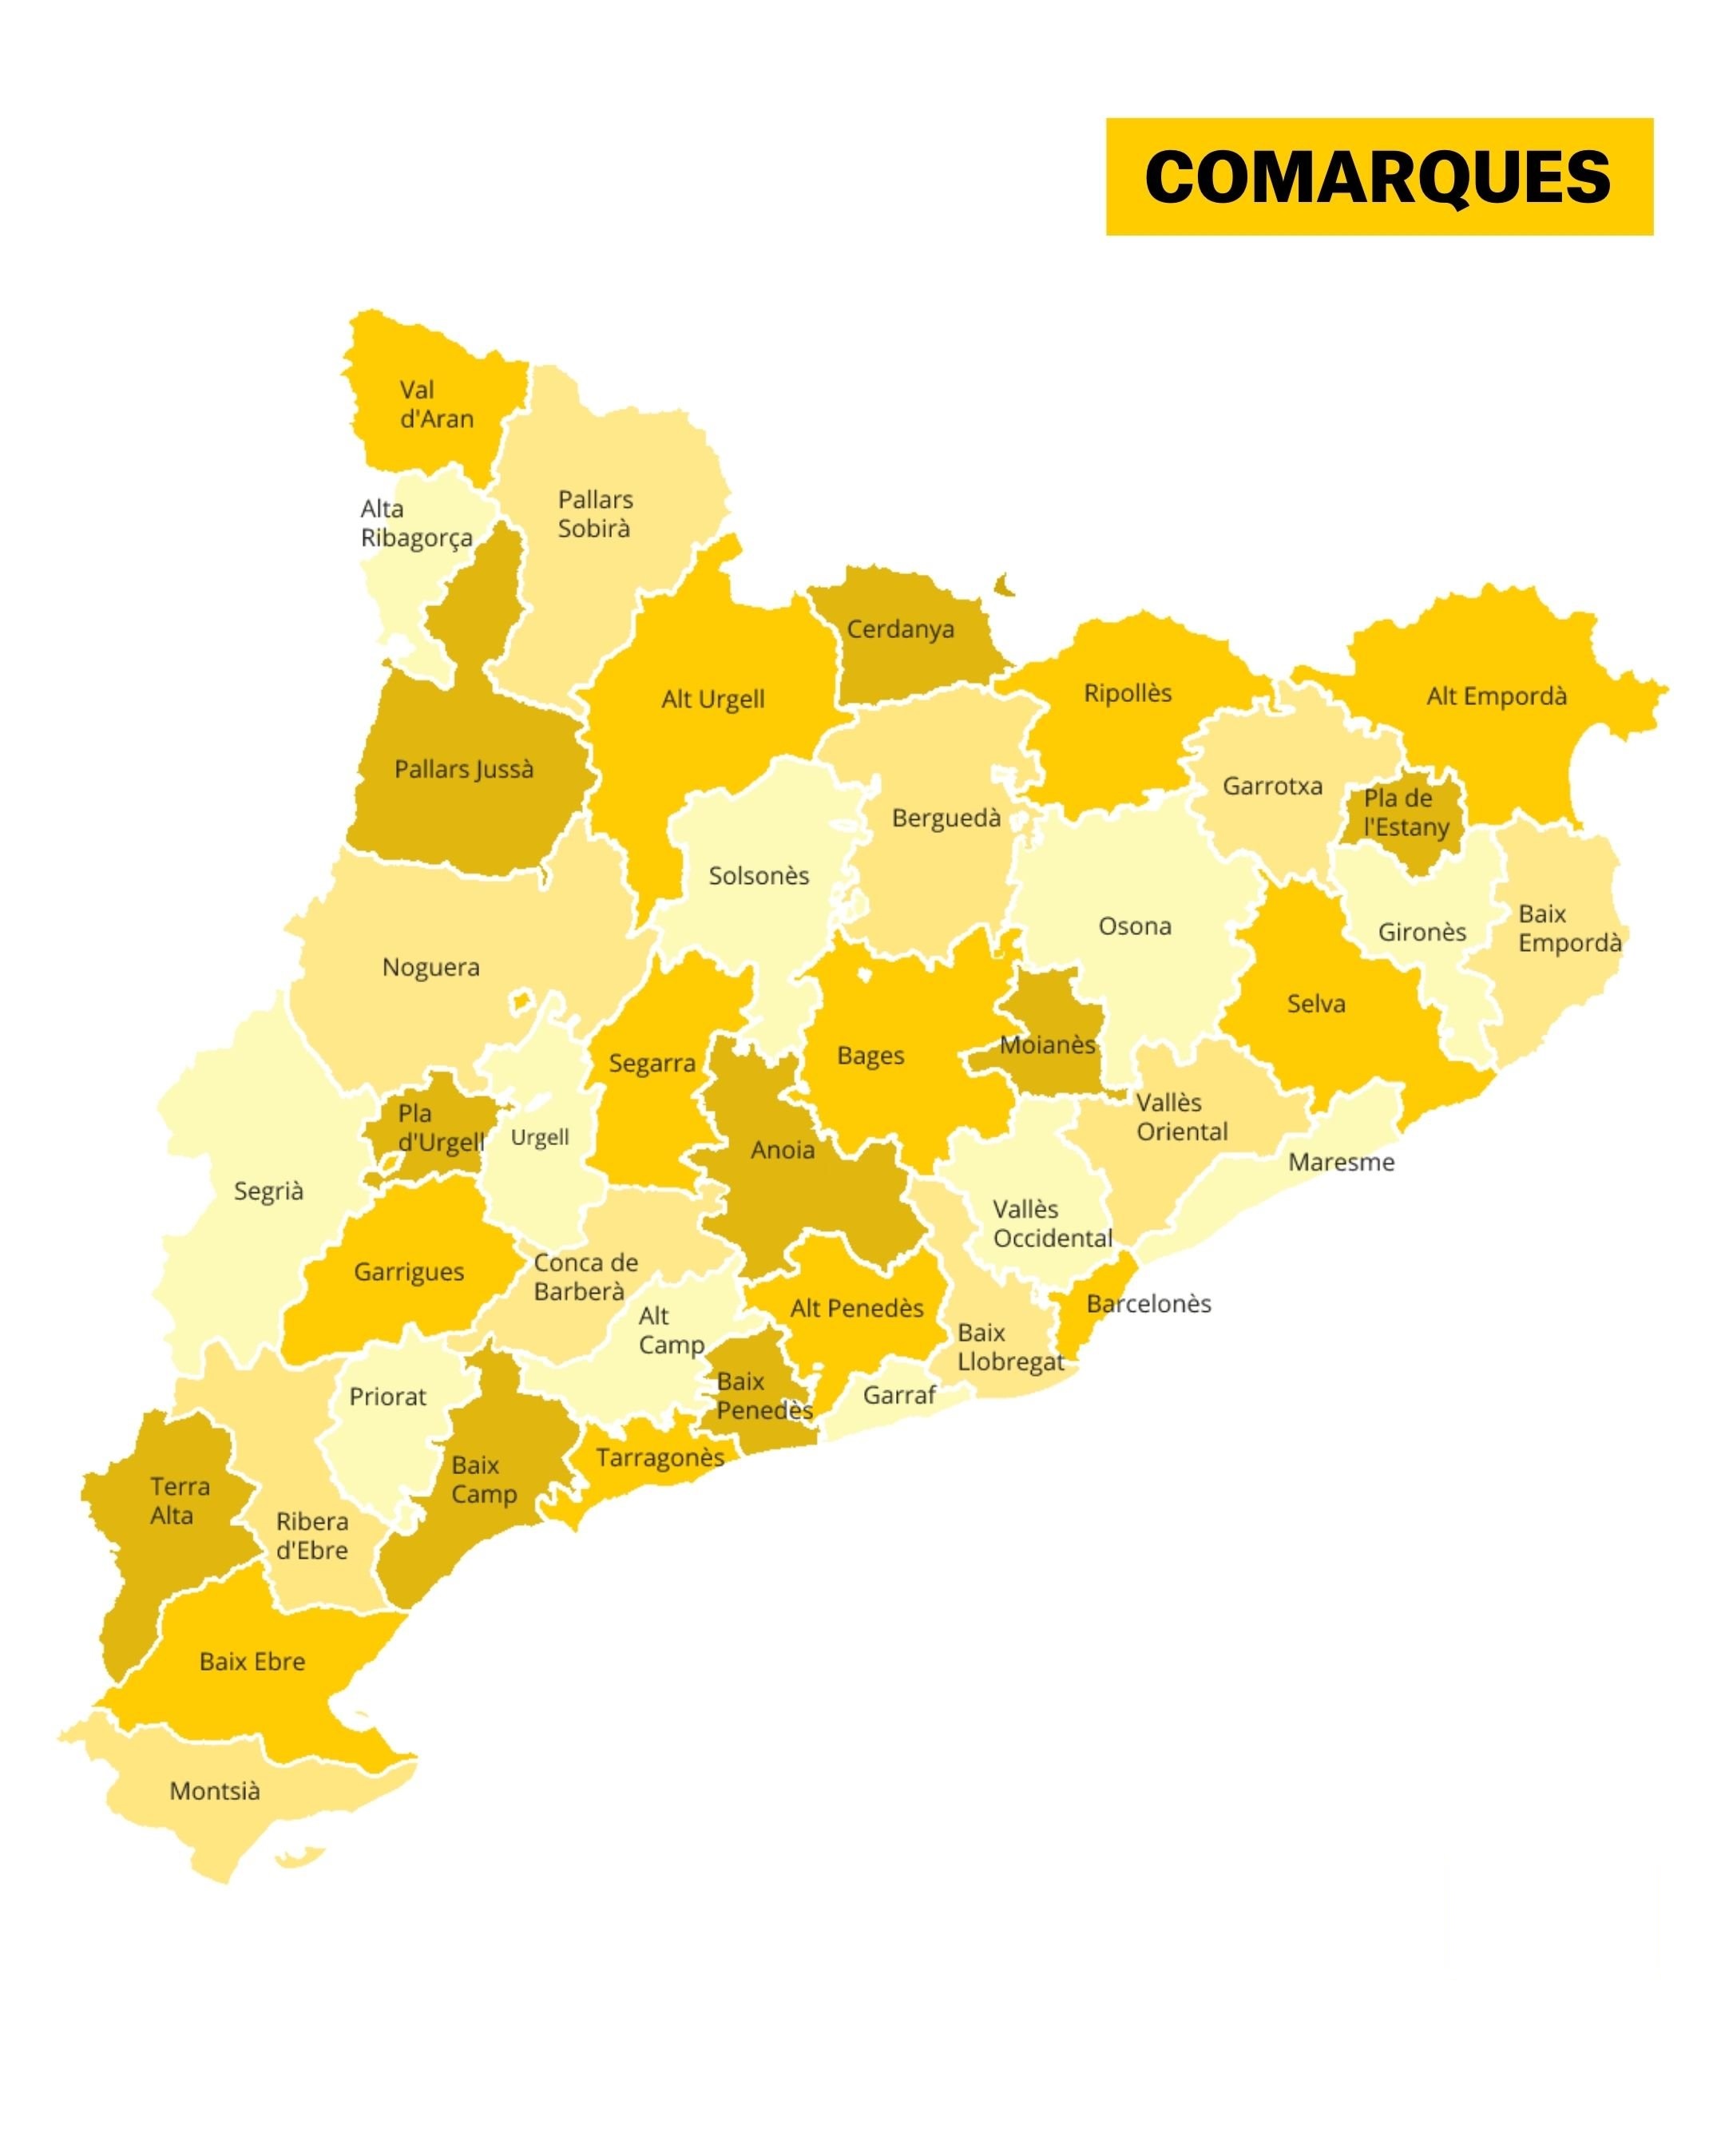 COMARQUES
Val
d'Aran
Alta
Ribagorça
Pallars
Sobirà
Cerdanya
Alt Urgell
Ripollès
Alt Empordà
Pallars Jussà
Garrotxa
Pla de
l'Estany
Berguedà
Solsonès
Osona
Gironès
Baix
Empordà
Noguera
Selva
Segarra
Bages
Moianès
Pla
d'Urgell
Urgell
Anoia
Vallès
Oriental
Maresme
Segrià
Vallès
Occidental
Garrigues
Conca de
Barberà
Alt
Camp
Alt Penedès
Barcelonès
Baix
Llobregat
Priorat
Baix
Penedès
Garraf
Tarragonès
Baix
Camp
Terra
Alta
Ribera
d'Ebre
Baix Ebre
Montsià